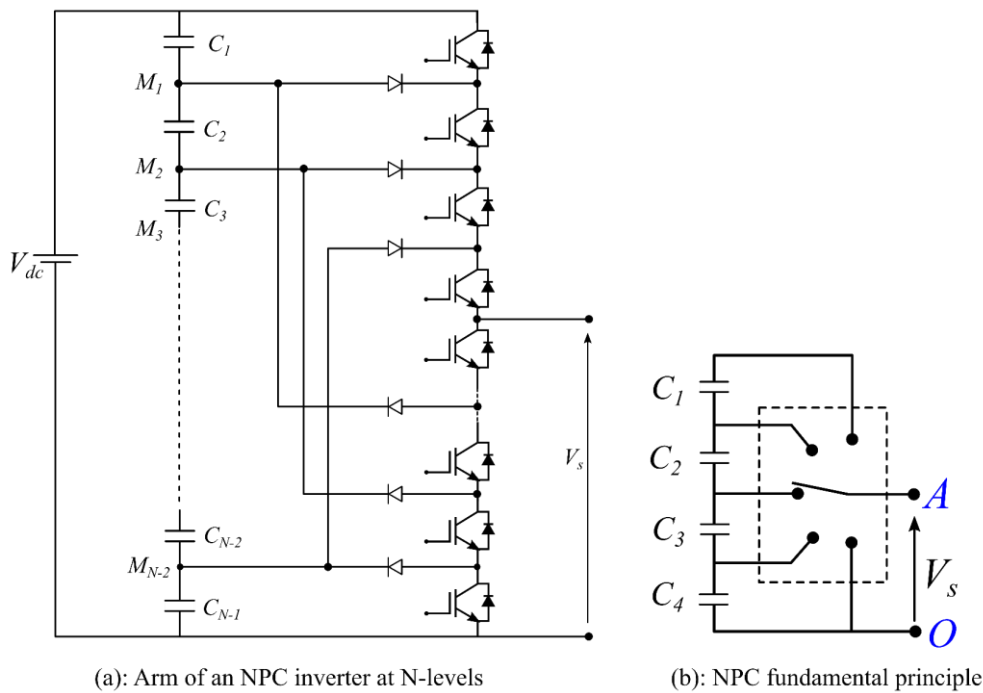 C1
M1
C2
M2
C3
M3
Vdc
Vs
CN-2
MN-2
CN-1
(a): Arm of an NPC inverter at N-levels
C1
C2
C3
C4
A
Vs
O
(b): NPC fundamental principle